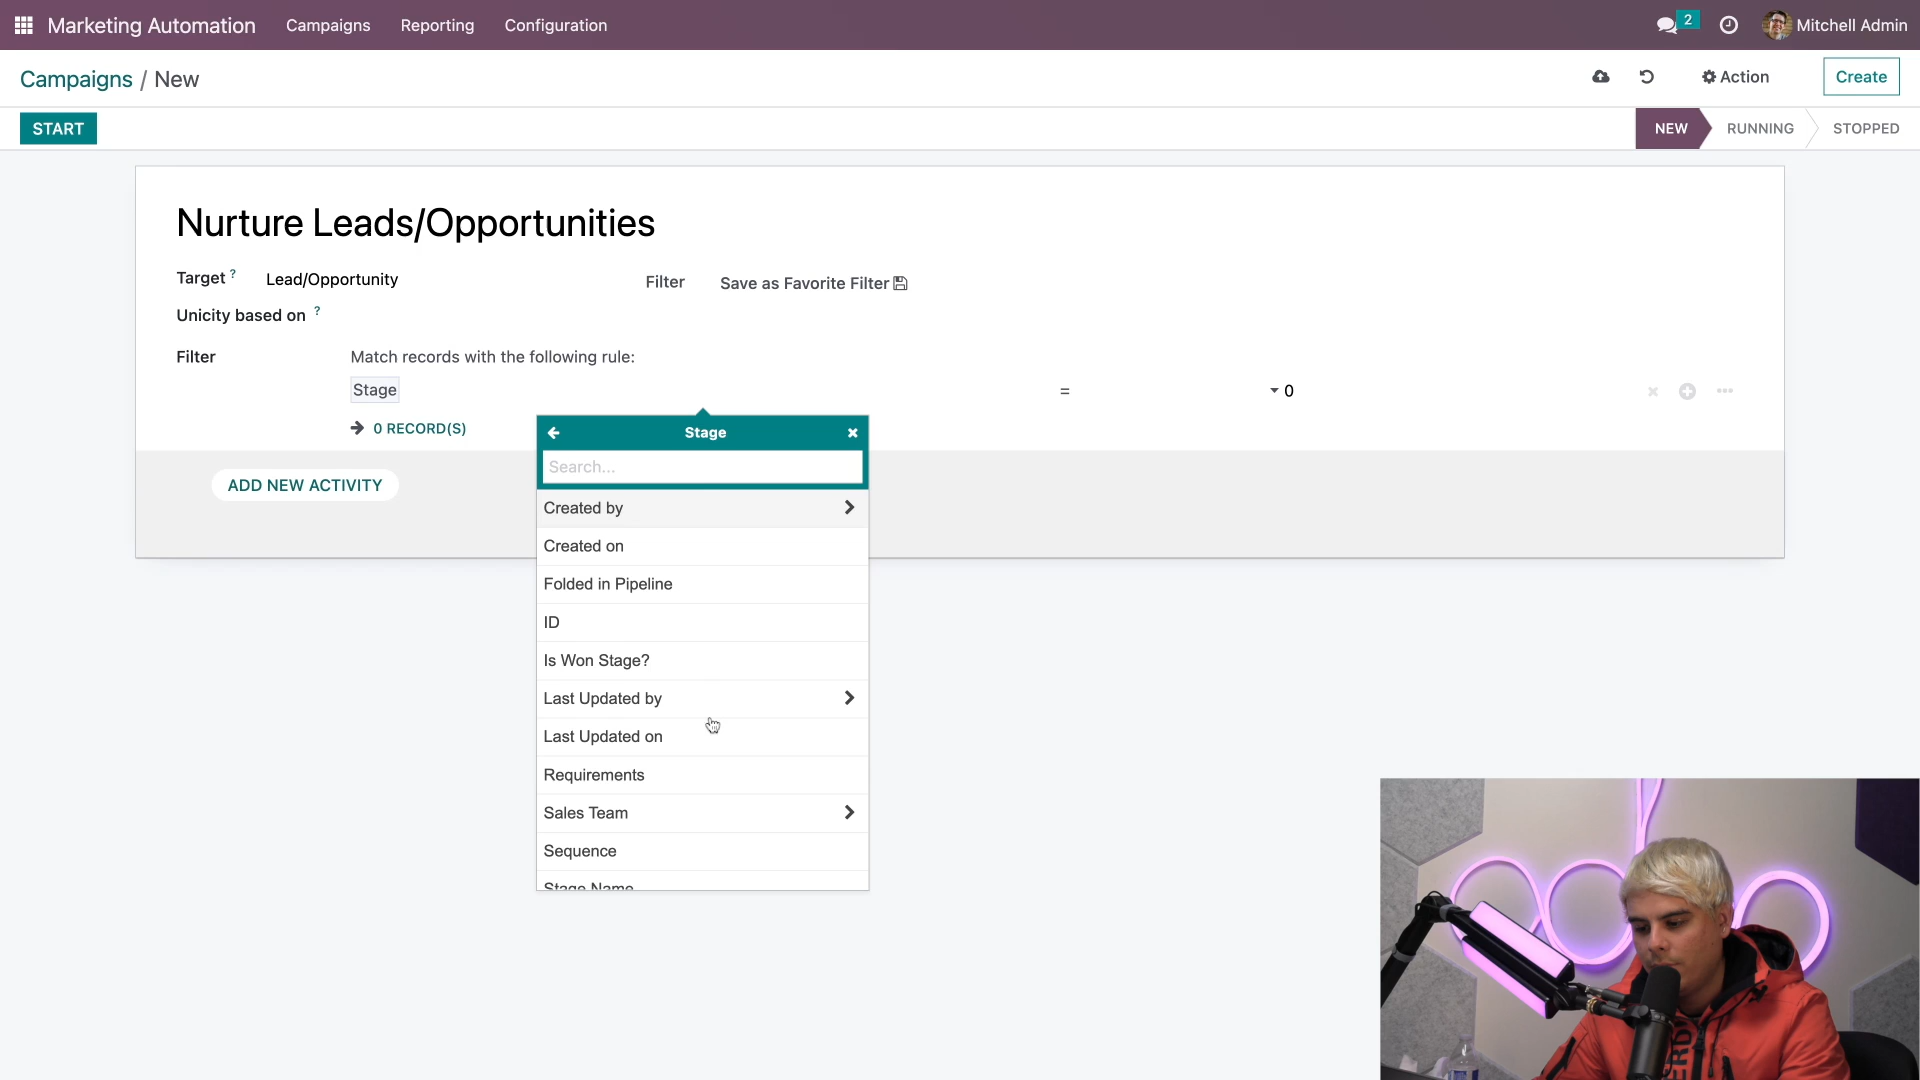 Marketing Automation Campaigns Reporting Configuration 2 Mitchell Admin
Campaigns / New Action Create
START NEW RUNNING STOPPED
Nurture Leads/Opportunities
Target ? Lead/Opportunity Filter Save as Favorite Filter
Unicity based on ?
Filter Match records with the following rule:
Stage = 0
0 RECORD(S)
Stage
Search...
ADD NEW ACTIVITY
Created by
Created on
Folded in Pipeline
ID
Is Won Stage?
Last Updated by
Last Updated on
Requirements
Sales Team
Sequence
Stage Name